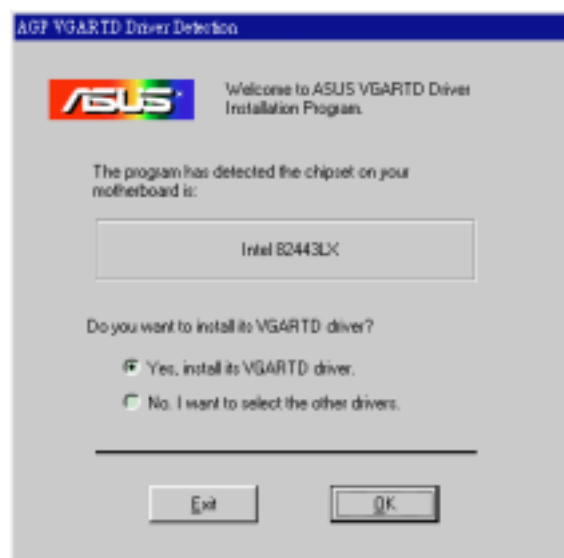 AGP VGARTD Driver Detection
ASUS
Welcome to ASUS VGARTD Driver
Installation Program.
The program has detected the chipset on your
motherboard is:
Intel 82443LX
Do you want to install its VGARTD driver?
Yes, install its VGARTD driver.
No. I want to select the other drivers.
Exit
OK